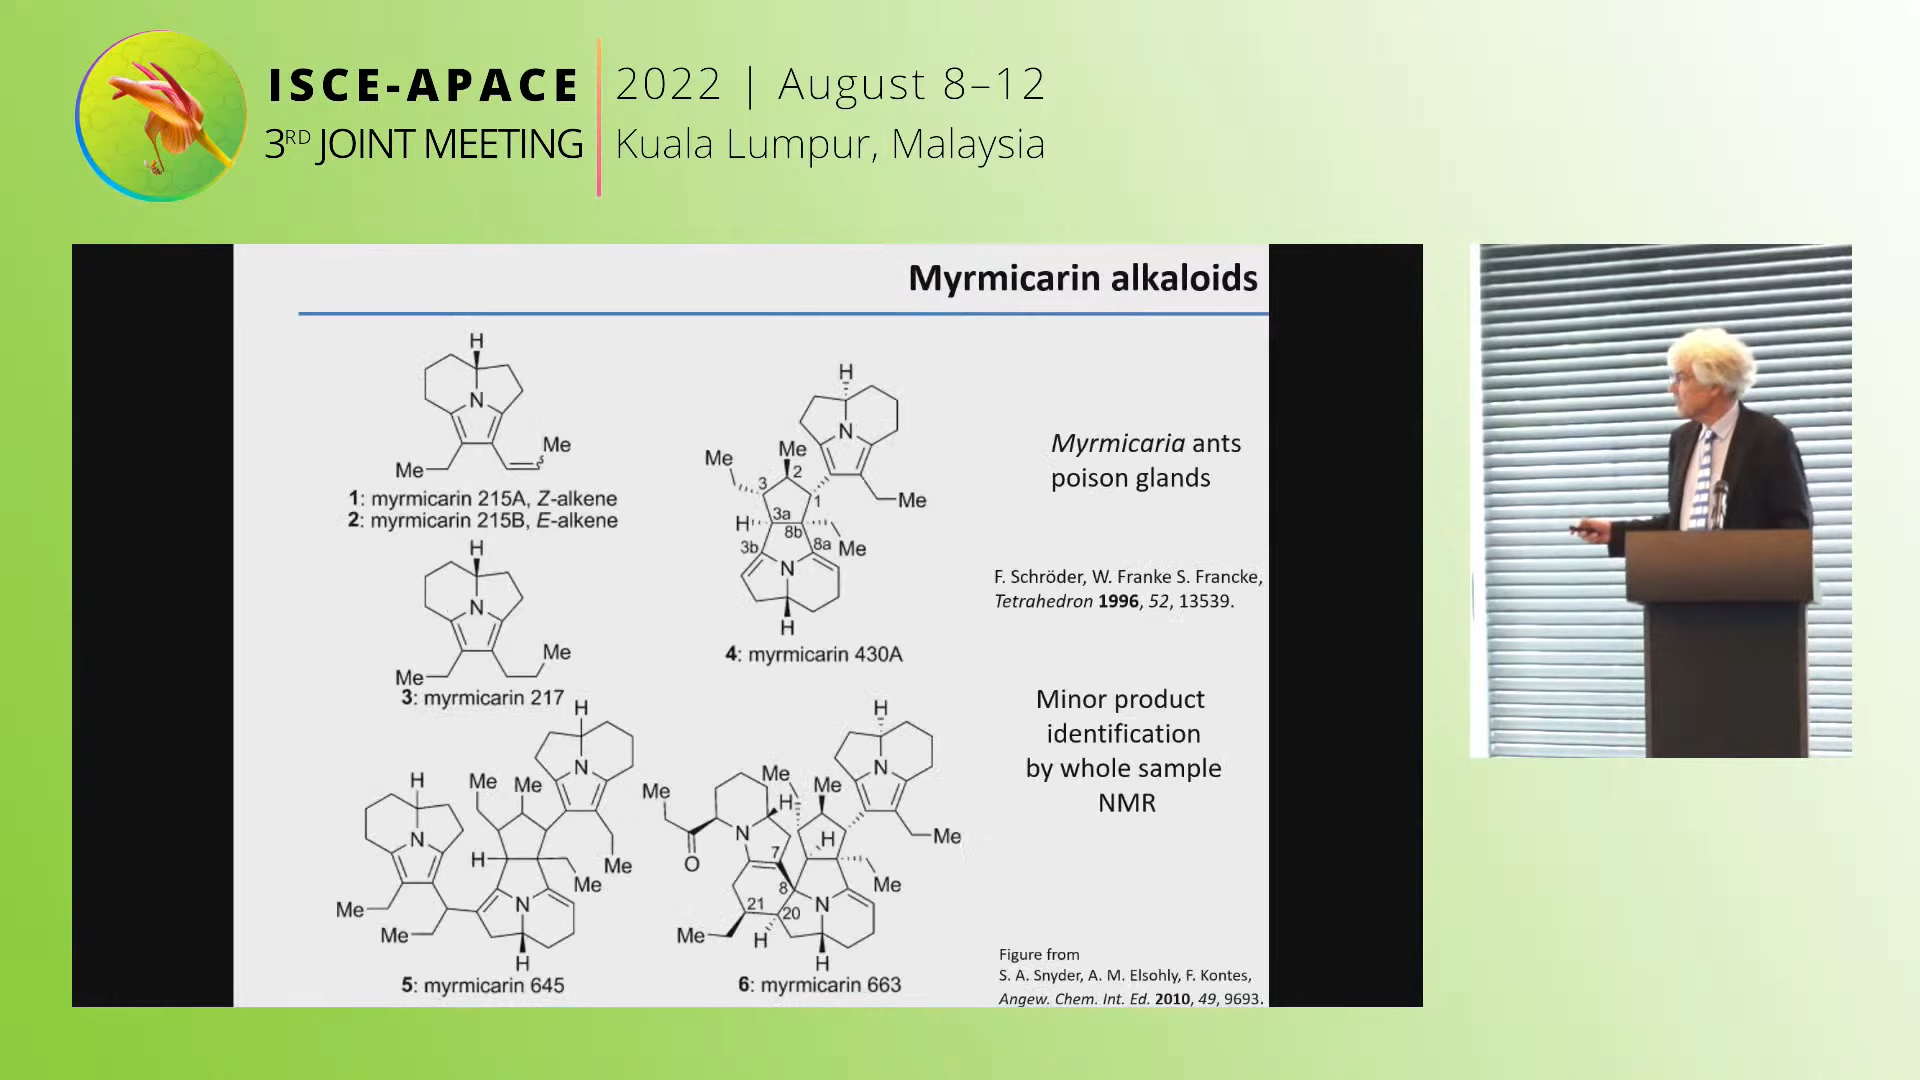 ISCE-APACE
3RD JOINT MEETING
2022 | August 8–12
Kuala Lumpur, Malaysia
Myrmicarin alkaloids
H
N
Me
Me
1: myrmicarin 215A, Z-alkene
2: myrmicarin 215B, E-alkene
H
N
Me
Me
3: myrmicarin 217
H
N
Me
Me
2
3
1
Me
H
3a
8b
3b
8a
Me
N
H
4: myrmicarin 430A
Myrmicaria ants
poison glands
F. Schröder, W. Franke S. Francke,
Tetrahedron 1996, 52, 13539.
Minor product
identification
by whole sample
NMR
H
N
H
Me
Me
N
H
Me
Me
Me
N
Me
H
5: myrmicarin 645
H
Me
N
Me
Me
H
N
H
Me
O
7
8
Me
21
20
N
Me
H
H
6: myrmicarin 663
Figure from
S. A. Snyder, A. M. Elsohly, F. Kontes,
Angew. Chem. Int. Ed. 2010, 49, 9693.